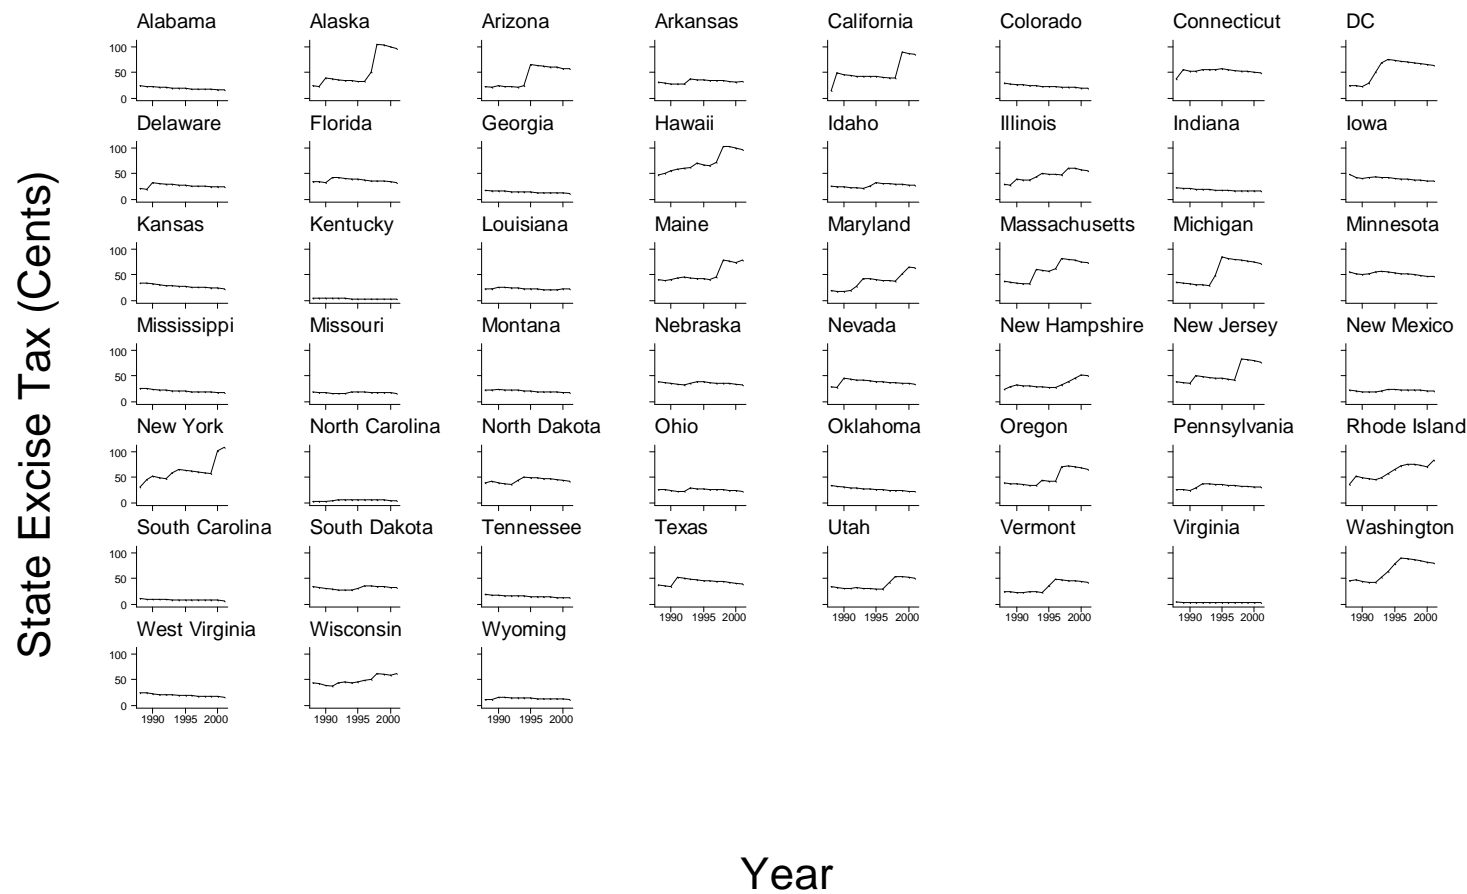 Alabama Alaska Arizona Arkansas California Colorado Connecticut DC
100
50
0
Delaware Florida Georgia Hawaii Idaho Illinois Indiana Iowa
100
50
0
Kansas Kentucky Louisiana Maine Maryland Massachusetts Michigan Minnesota
100
50
0
Mississippi Missouri Montana Nebraska Nevada New Hampshire New Jersey New Mexico
100
50
0
New York North Carolina North Dakota Ohio Oklahoma Oregon Pennsylvania Rhode Island
100
50
0
South Carolina South Dakota Tennessee Texas Utah Vermont Virginia Washington
100
50
0
1990 1995 2000 1990 1995 2000 1990 1995 2000 1990 1995 2000 1990 1995 2000
West Virginia Wisconsin Wyoming
100
50
0
1990 1995 2000 1990 1995 2000 1990 1995 2000
State Excise Tax (Cents)
Year